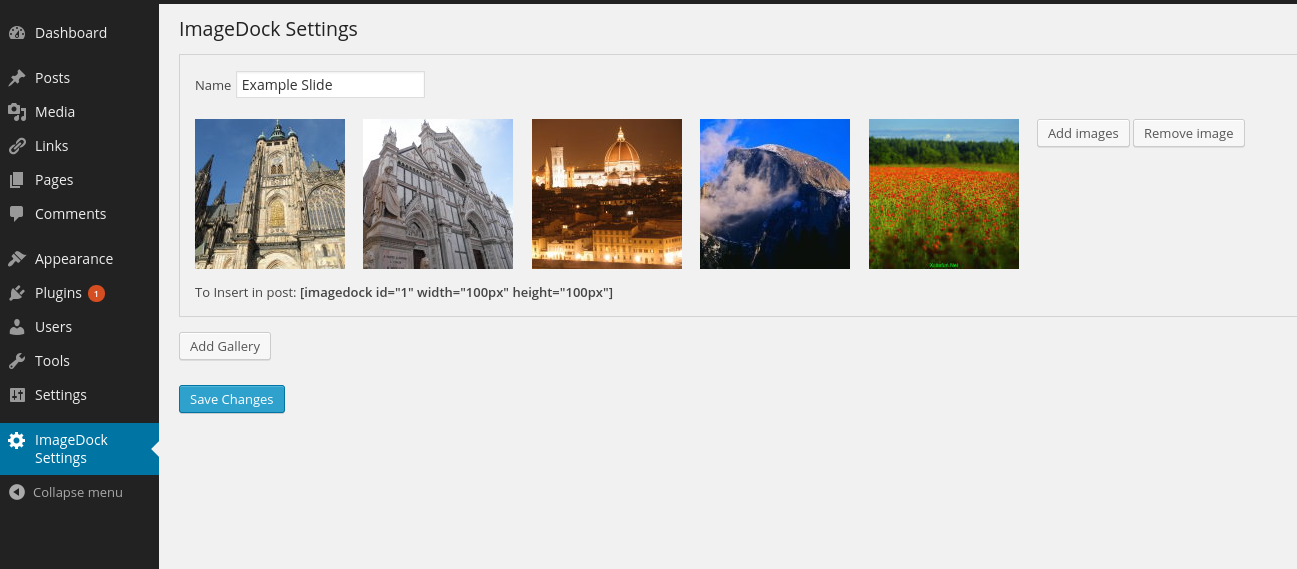 ImageDock Settings
Dashboard
Posts
Media
Links
Pages
Comments
Appearance
Plugins 1
Users
Tools
Settings
ImageDock
Settings
Collapse menu
Name Example Slide
Add images Remove image
To Insert in post: [imagedock id="1" width="100px" height="100px"]
Add Gallery
Save Changes